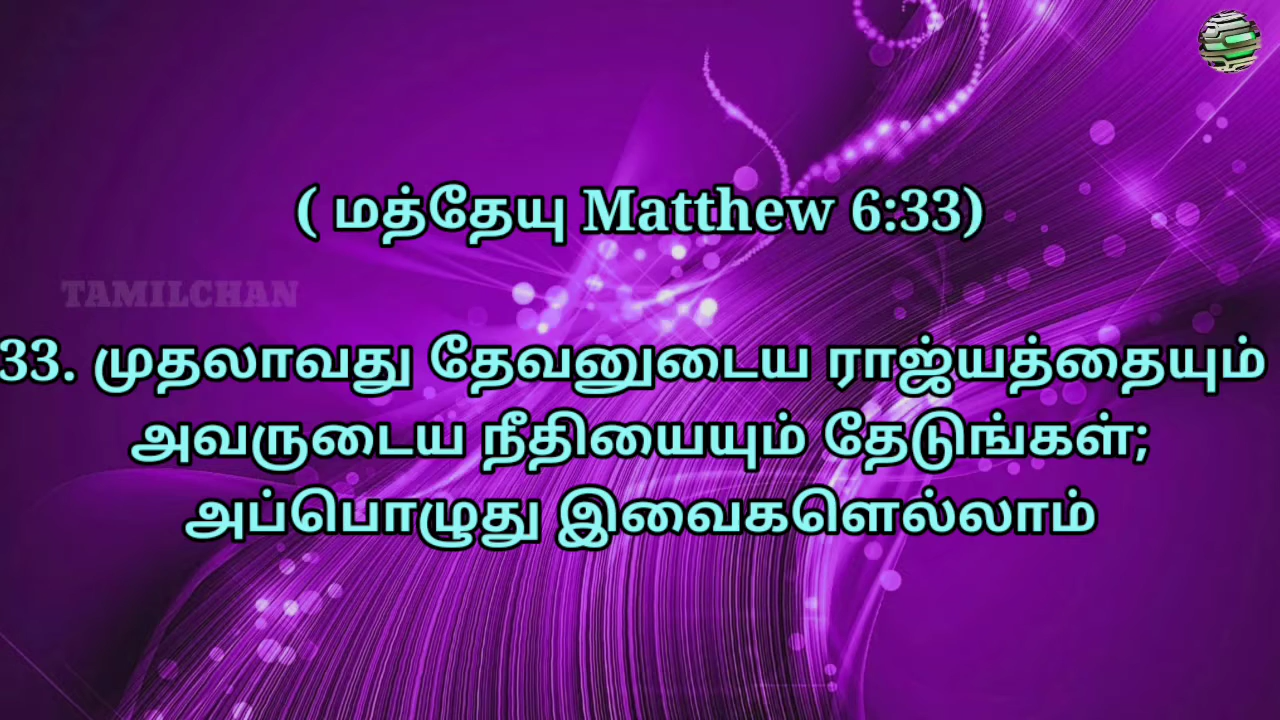 ( மத்தேயு Matthew 6:33)
TAMILCHAN
33. முதலாவது தேவனுடைய ராஜ்யத்தையும்
அவருடைய நீதியையும் தேடுங்கள்;
அப்பொழுது இவைகளெல்லாம்